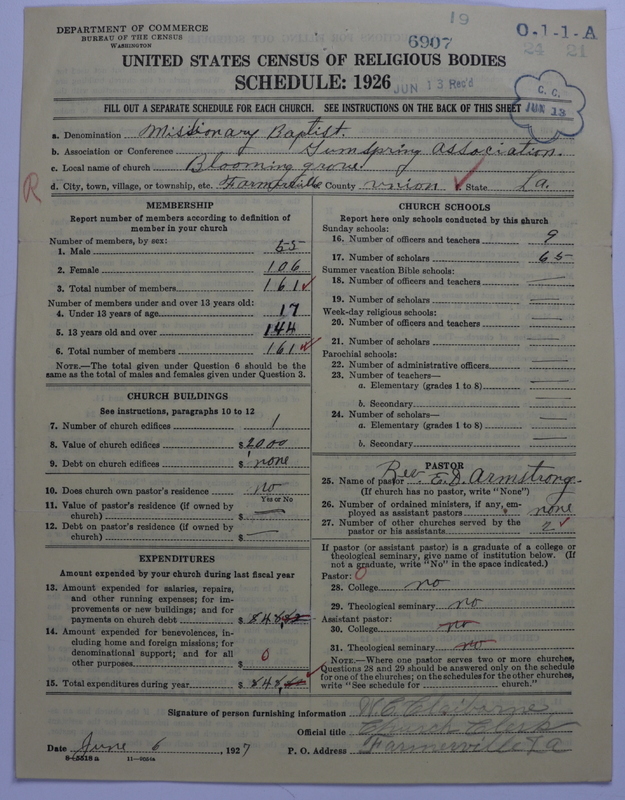 19
DEPARTMENT OF COMMERCE
BUREAU OF THE CENSUS
WASHINGTON
6907
O-1-1-A
24 21
UNITED STATES CENSUS OF RELIGIOUS BODIES
SCHEDULE: 1926
JUN 13 Rec'd
C. C.
JUN 13
FILL OUT A SEPARATE SCHEDULE FOR EACH CHURCH. SEE INSTRUCTIONS ON THE BACK OF THIS SHEET
a. Denomination Missionary Baptist.
b. Association or Conference Gumspring Association.
c. Local name of church Blooming grove.
R
d. City, town, village, or township, etc. Farmerville e. County Union f. State La.
MEMBERSHIP
Report number of members according to definition of
member in your church
Number of members, by sex:
1. Male 55
2. Female 106
3. Total number of members 161
Number of members under and over 13 years old:
4. Under 13 years of age 17
5. 13 years old and over 144
6. Total number of members 161
NOTE.—The total given under Question 6 should be
same as the total of males and females given under Question 3.
CHURCH BUILDINGS
See instructions, paragraphs 10 to 12
7. Number of church edifices 1
8. Value of church edifices $ 2000
9. Debt on church edifices $ none
10. Does church own pastor's residence no
Yes or No
11. Value of pastor's residence (if owned by
church) $ —
12. Debt on pastor's residence (if owned by
church) $ —
EXPENDITURES
Amount expended by your church during last fiscal year
13. Amount expended for salaries, repairs,
and other running expenses; for im-
provements or new buildings; and for
payments on church debt $ 848
14. Amount expended for benevolences, in-
cluding home and foreign missions; for
denominational support; and for all
other purposes $ 0
15. Total expenditures during year $ 848
CHURCH SCHOOLS
Report here only schools conducted by this church
Sunday schools:
16. Number of officers and teachers 9
17. Number of scholars 65
Summer vacation Bible schools:
18. Number of officers and teachers —
19. Number of scholars —
Week-day religious schools:
20. Number of officers and teachers —
21. Number of scholars —
Parochial schools:
22. Number of administrative officers —
23. Number of teachers—
a. Elementary (grades 1 to 8) —
b. Secondary —
24. Number of scholars—
a. Elementary (grades 1 to 8) —
b. Secondary —
PASTOR
25. Name of pastor Rev E. D. Armstrong.
(If church has no pastor, write "None")
26. Number of ordained ministers, if any, em-
ployed as assistant pastors none
27. Number of other churches served by the
pastor or his assistants 2
If pastor (or assistant pastor) is a graduate of a college or
theological seminary, give name of institution below. (If
not a graduate, write "No" in the space indicated.)
Pastor: 0
28. College no
29. Theological seminary no
Assistant pastor:
30. College no
31. Theological seminary no
NOTE.—Where one pastor serves two or more churches,
Questions 28 and 29 should be answered only on the schedule
for one of the churches; on the schedules for the other churches,
write "See schedule for church."
Signature of person furnishing information W. C. Claiborne
Official title Church Clerk
Date June 6, 1927 P. O. Address Farmerville La
8-5518 a 11-9054a